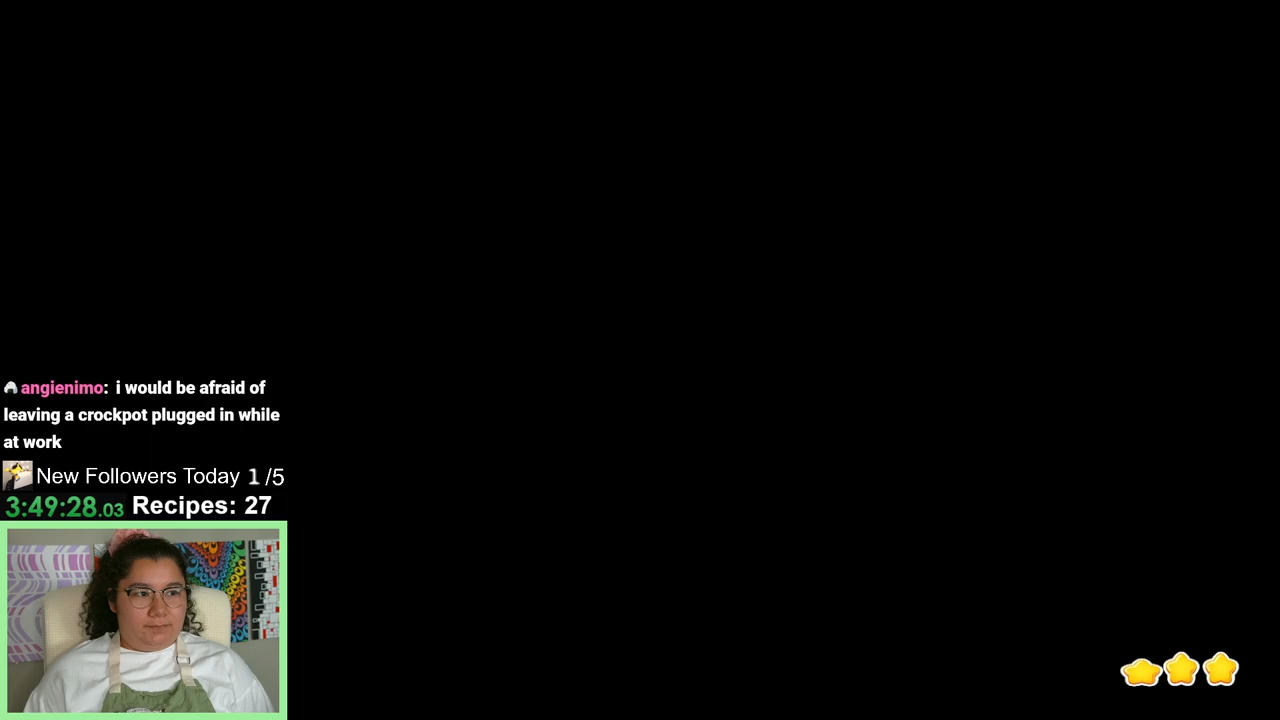 angienimo: i would be afraid of
leaving a crockpot plugged in while
at work
New Followers Today 1 /5
3:49:28.03 Recipes: 27